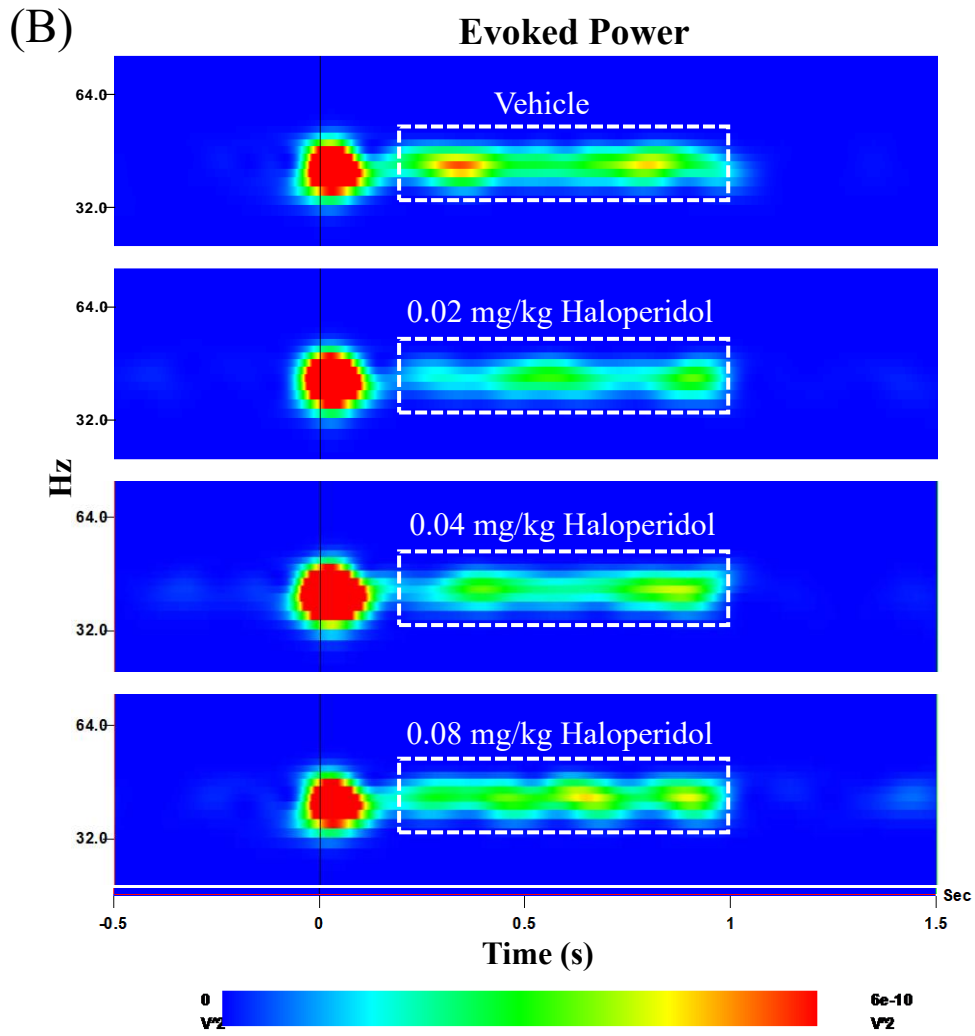 (B)
Evoked Power
64.0
Vehicle
32.0
64.0
0.02 mg/kg Haloperidol
32.0
Hz
64.0
0.04 mg/kg Haloperidol
32.0
64.0
0.08 mg/kg Haloperidol
32.0
Sec
-0.5 0 0.5 1 1.5
Time (s)
0 6e-10
V^2 V^2